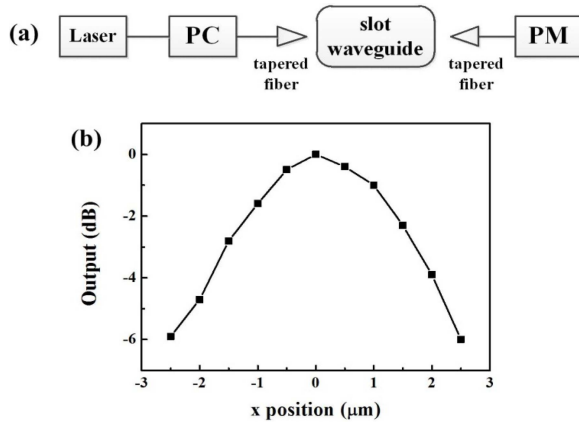 (a)
Laser
PC
tapered
fiber
slot
waveguide
tapered
fiber
PM
(b)
Output (dB)
0
-2
-4
-6
-3
-2
-1
0
1
2
3
x position (μm)